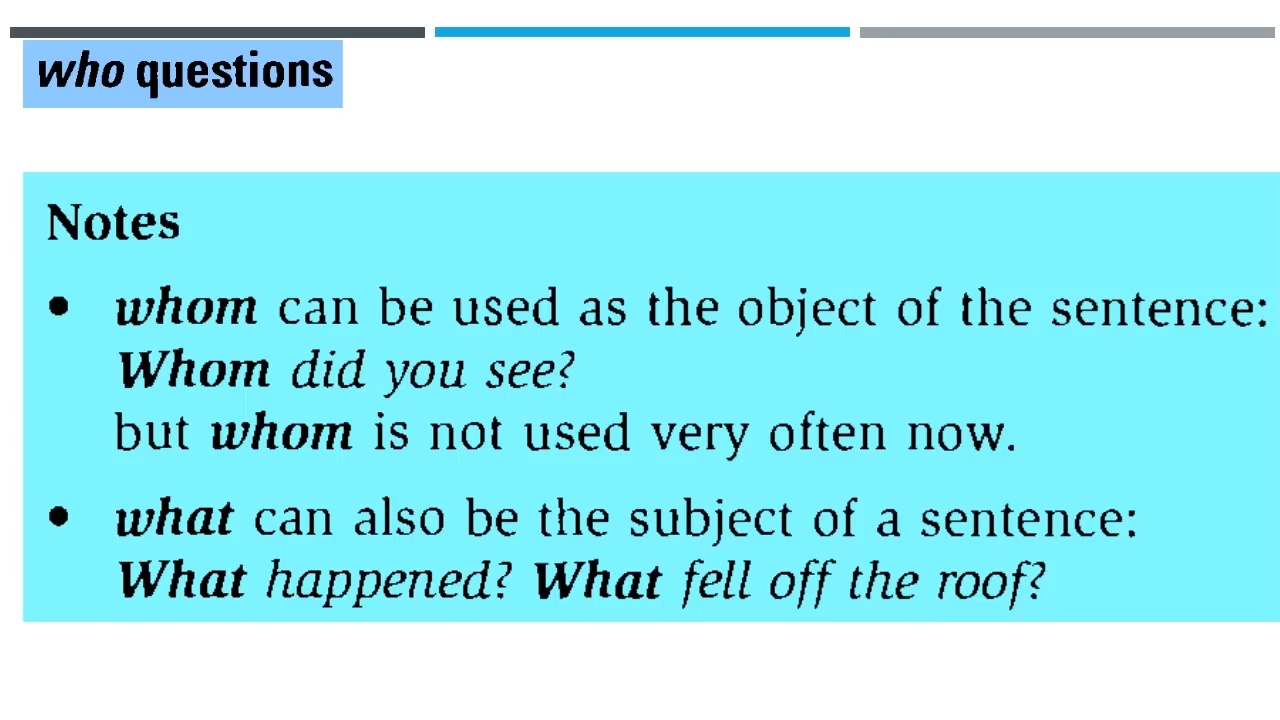 who questions
Notes
• whom can be used as the object of the sentence:
Whom did you see?
but whom is not used very often now.
• what can also be the subject of a sentence:
What happened? What fell off the roof?